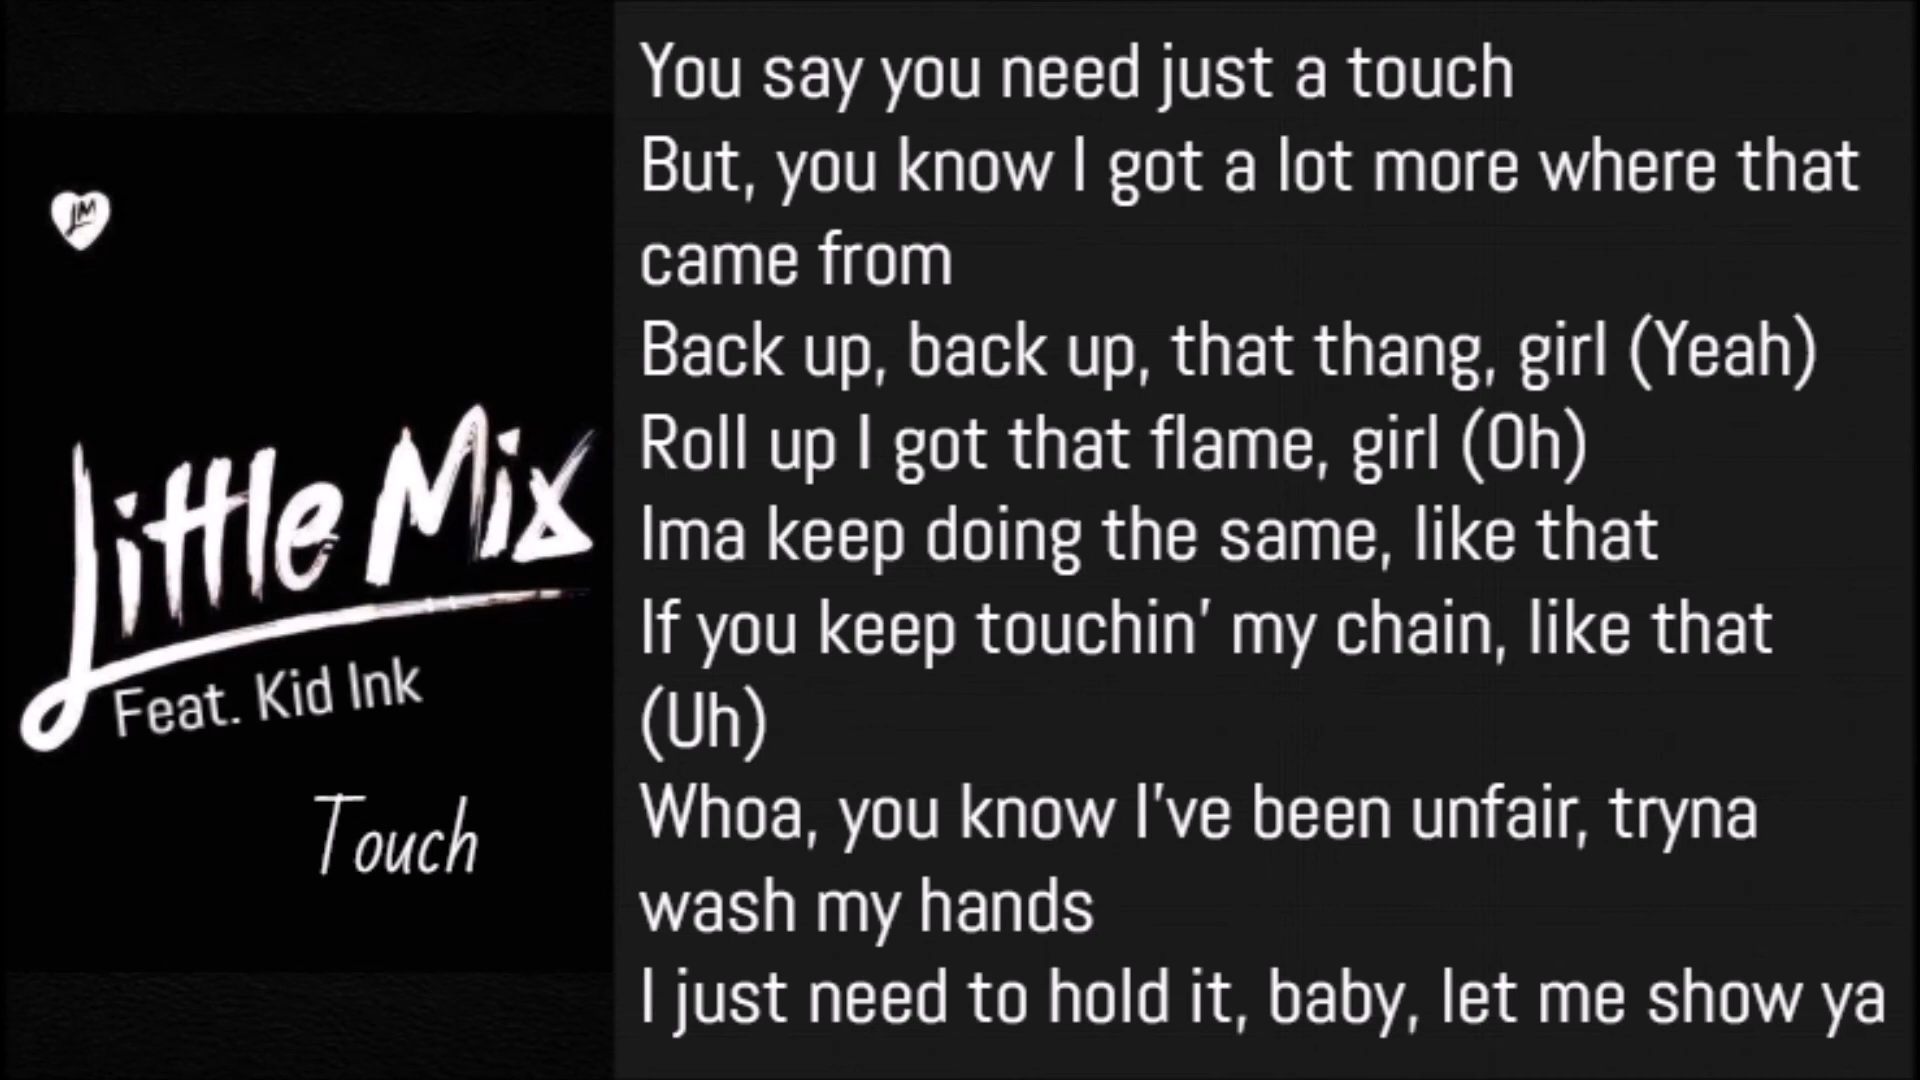 LM
Little Mix
Feat. Kid Ink
Touch
You say you need just a touch
But, you know I got a lot more where that
came from
Back up, back up, that thang, girl (Yeah)
Roll up I got that flame, girl (Oh)
Ima keep doing the same, like that
If you keep touchin' my chain, like that
(Uh)
Whoa, you know I've been unfair, tryna
wash my hands
I just need to hold it, baby, let me show ya